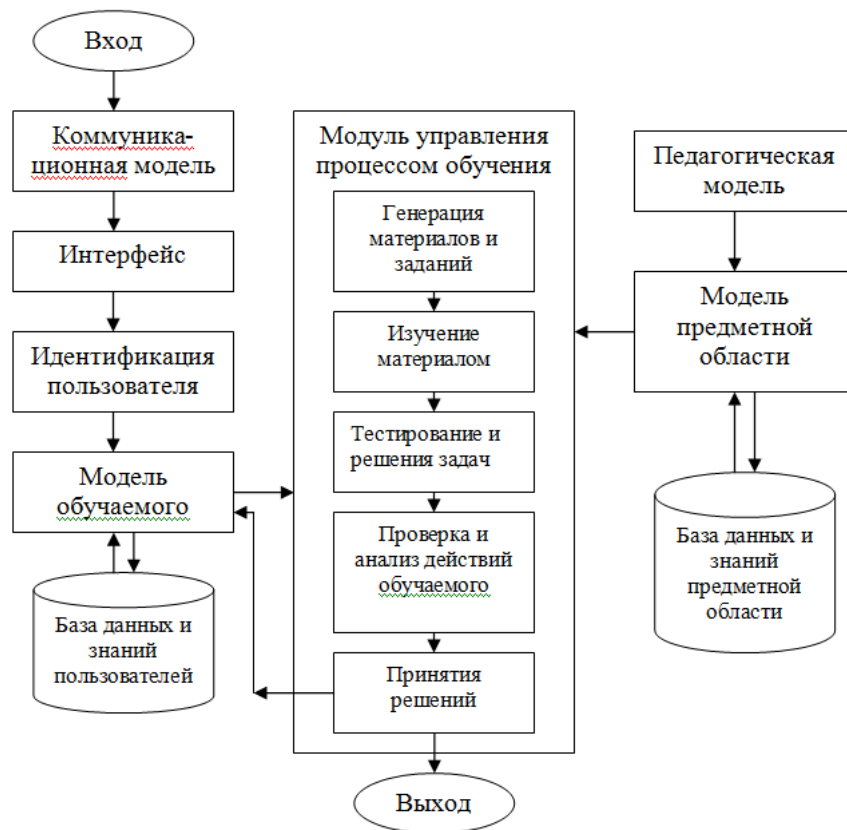 Вход
Коммуника-
ционная модель
Интерфейс
Идентификация
пользователя
Модель
обучаемого
База данных и
знаний
пользователей
Модуль управления
процессом обучения
Генерация
материалов и
заданий
Изучение
материалом
Тестирование и
решения задач
Проверка и
анализ действий
обучаемого
Принятия
решений
Выход
Педагогическая
модель
Модель
предметной
области
База данных и
знаний
предметной
области